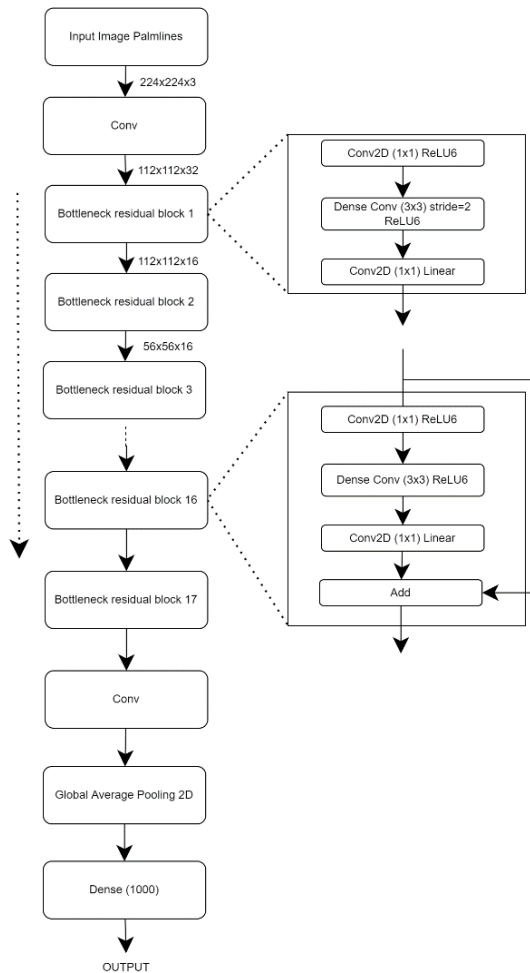 Input Image Palmlines
224x224x3
Conv
112x112x32
Bottleneck residual block 1
112x112x16
Bottleneck residual block 2
56x56x16
Bottleneck residual block 3
Bottleneck residual block 16
Bottleneck residual block 17
Conv
Global Average Pooling 2D
Dense (1000)
OUTPUT
Conv2D (1x1) ReLU6
Dense Conv (3x3) stride=2
ReLU6
Conv2D (1x1) Linear
Conv2D (1x1) ReLU6
Dense Conv (3x3) ReLU6
Conv2D (1x1) Linear
Add